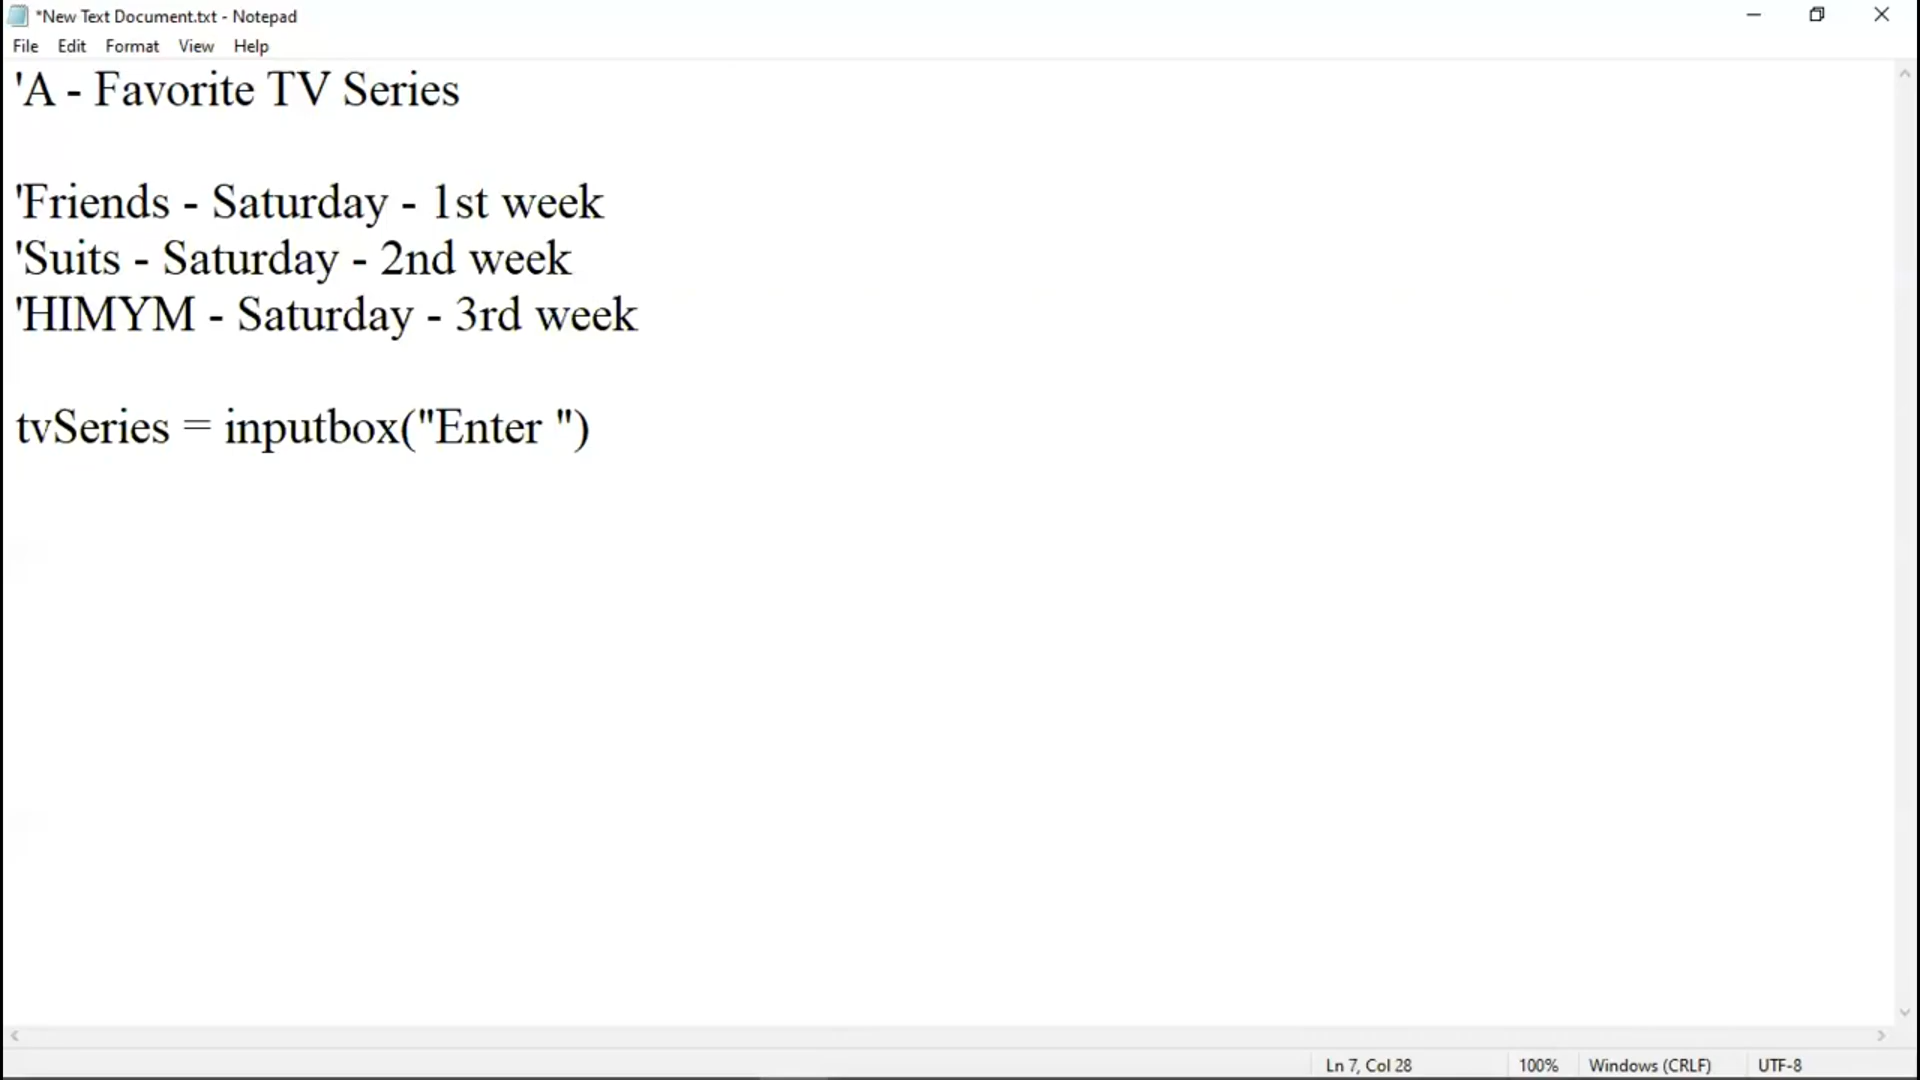 *New Text Document.txt - Notepad
File Edit Format View Help
'A - Favorite TV Series
'Friends - Saturday - 1st week
'Suits - Saturday - 2nd week
'HIMYM - Saturday - 3rd week
tvSeries = inputbox("Enter ")
Ln 7, Col 28 100% Windows (CRLF) UTF-8